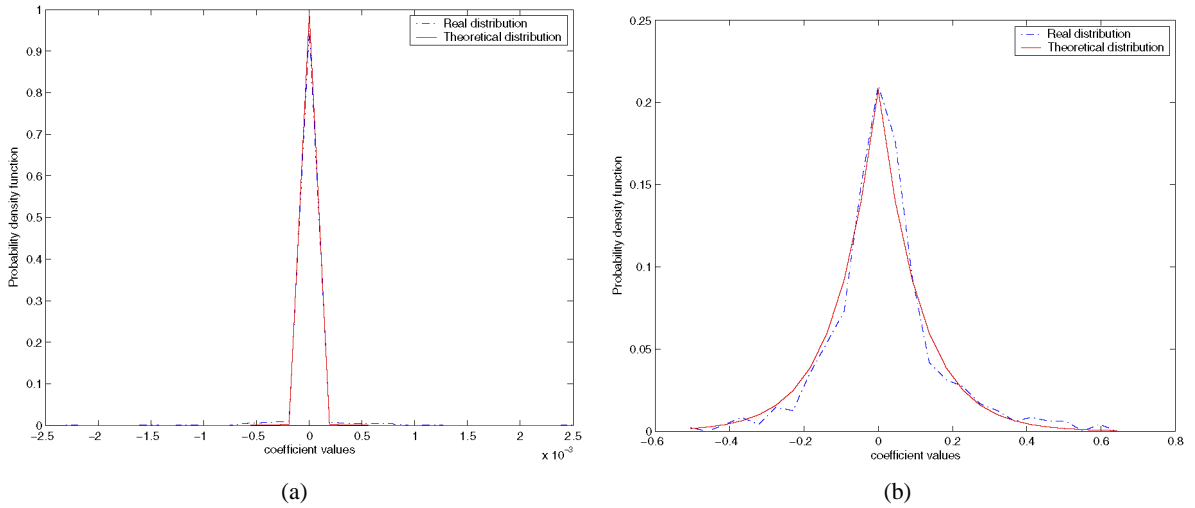 1
0.9
0.8
0.7
0.6
0.5
0.4
0.3
0.2
0.1
0
Probability density function
-2.5 -2 -1.5 -1 -0.5 0 0.5 1 1.5 2 2.5
coefficient values
x 10⁻³
Real distribution
Theoretical distribution
(a)
0.25
0.2
0.15
0.1
0.05
0
Probability density function
-0.6 -0.4 -0.2 0 0.2 0.4 0.6 0.8
coefficient values
Real distribution
Theoretical distribution
(b)